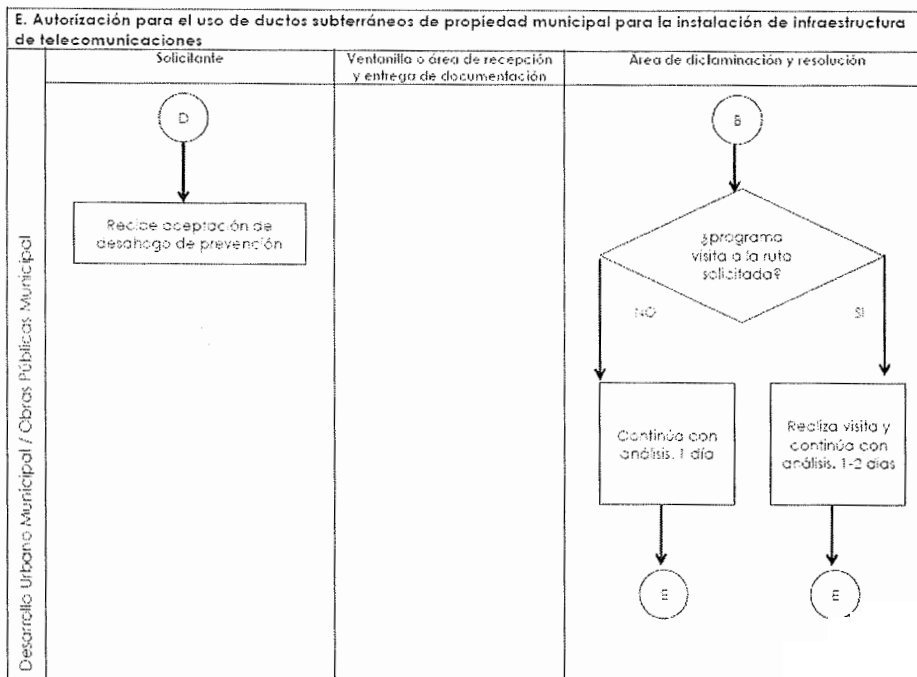 E. Autorización para el uso de ductos subterráneos de propiedad municipal para la instalación de infraestructura
de telecomunicaciones
Solicitante
Ventanilla o área de recepción
y entrega de documentación
Área de dictaminación y resolución
Desarrollo Urbano Municipal / Obras Públicas Municipal
D
Recibe aceptación de
desahogo de prevención
B
¿programa
visita a la ruta
solicitada?
NO
SI
Continúa con
análisis. 1 día
Realiza visita y
continúa con
análisis. 1-2 días
E
E